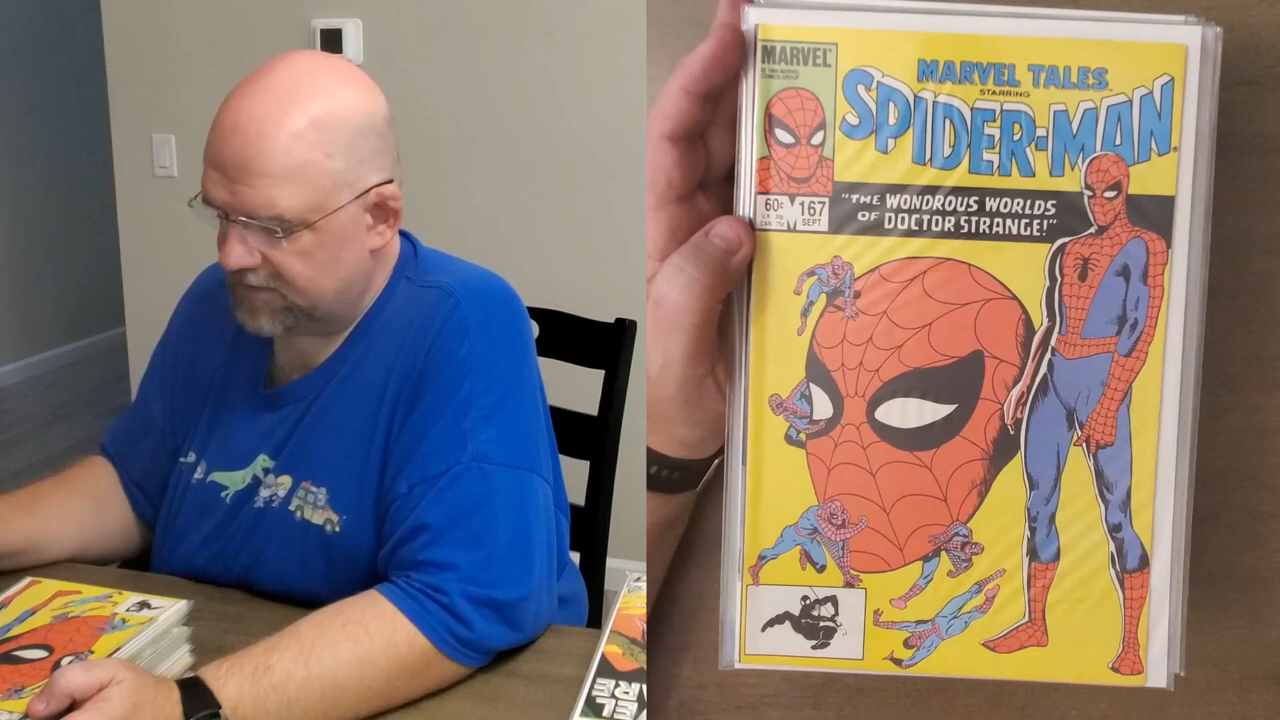 MARVEL
MARVEL TALES
STARRING
SPIDER-MAN
60¢
167
SEPT
"THE WONDROUS WORLDS
OF DOCTOR STRANGE!"